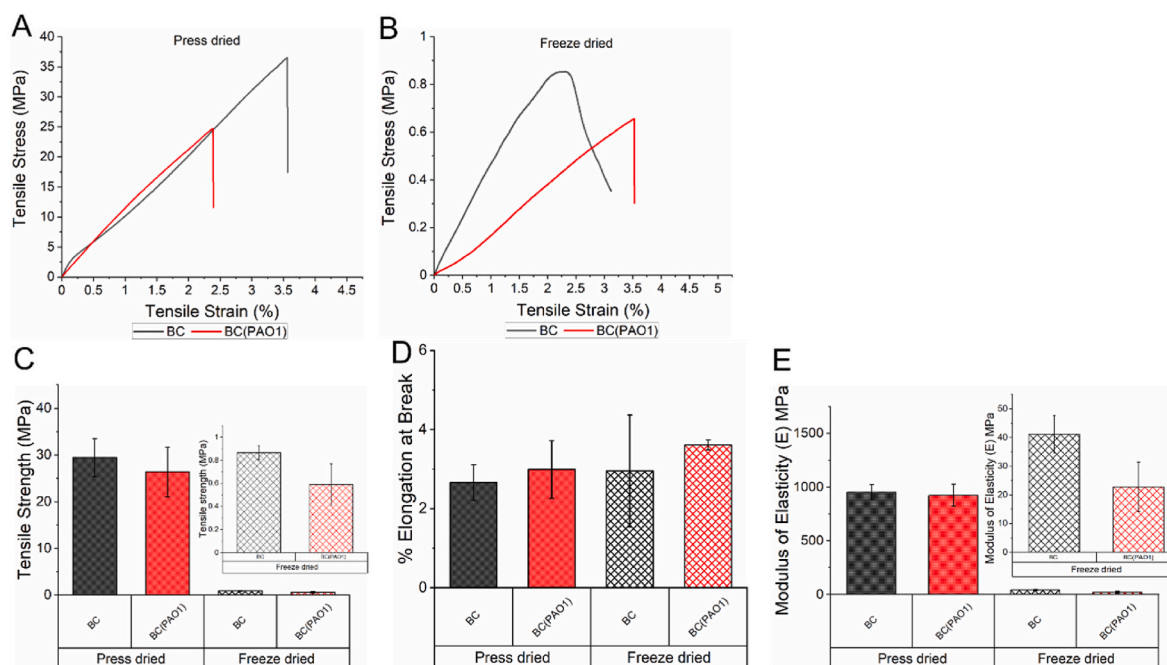 A
Press dried
Tensile Stress (MPa)
40
35
30
25
20
15
10
5
0
0 0.5 1 1.5 2 2.5 3 3.5 4 4.5
Tensile Strain (%)
BC BC(PAO1)
B
Freeze dried
Tensile Stress (MPa)
1
0.8
0.6
0.4
0.2
0
0 0.5 1 1.5 2 2.5 3 3.5 4 4.5 5
Tensile Strain (%)
BC BC(PAO1)
C
Tensile Strength (MPa)
40
30
20
10
0
Tensile strength (MPa)
1
0.8
0.6
0.4
0.2
0
BC BC(PAO1)
Freeze dried
BC BC(PAO1) BC BC(PAO1)
Press dried Freeze dried
D
% Elongation at Break
6
4
2
0
BC BC(PAO1) BC BC(PAO1)
Press dried Freeze dried
E
Modulus of Elasticity (E) MPa
1500
1250
1000
750
500
250
0
Modulus of Elasticity (E) MPa
50
40
30
20
10
0
BC BC(PAO1)
Freeze dried
BC BC(PAO1) BC BC(PAO1)
Press dried Freeze dried